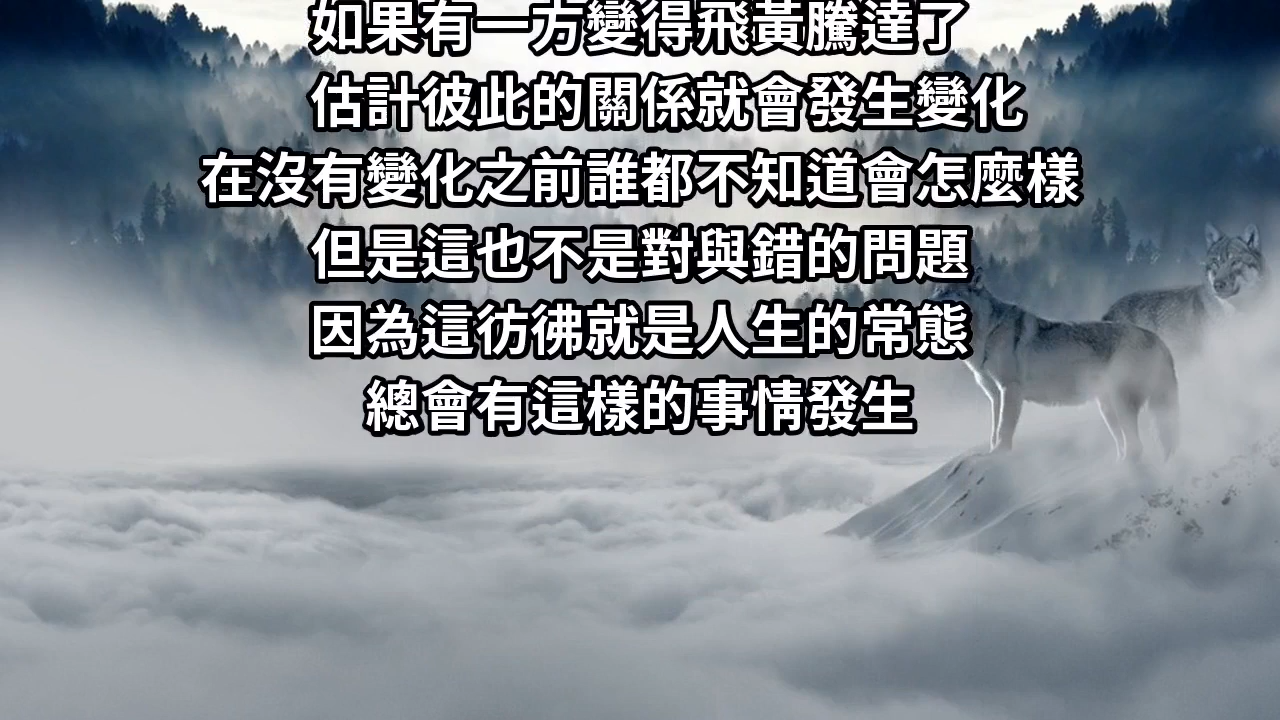 如果有一方變得飛黃騰達了
估計彼此的關係就會發生變化
在沒有變化之前誰都不知道會怎麼樣
但是這也不是對與錯的問題
因為這彷彿就是人生的常態
總會有這樣的事情發生